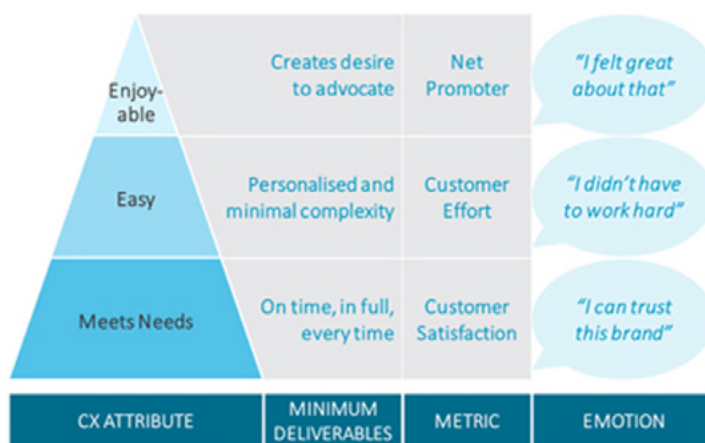 Enjoy-
able
Creates desire
to advocate
Net
Promoter
“I felt great
about that”
Easy
Personalised and
minimal complexity
Customer
Effort
“I didn’t have
to work hard”
Meets Needs
On time, in full,
every time
Customer
Satisfaction
“I can trust
this brand”
CX ATTRIBUTE
MINIMUM
DELIVERABLES
METRIC
EMOTION